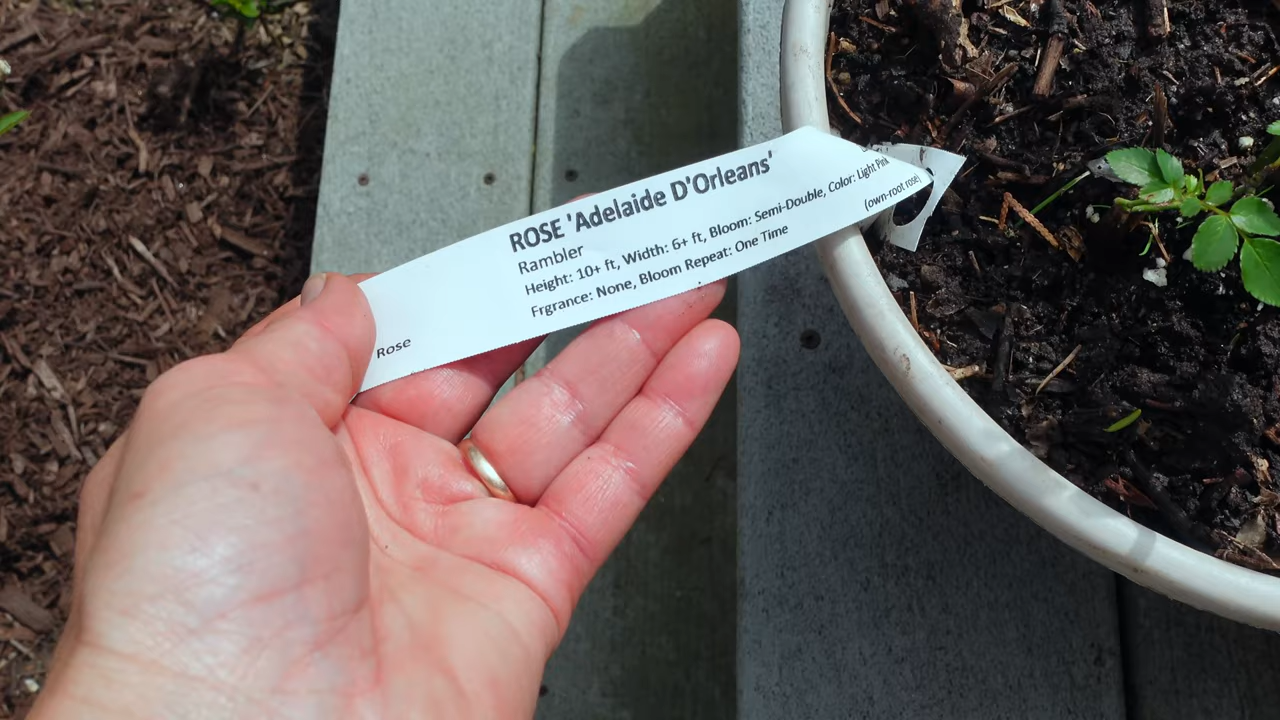 ROSE 'Adelaide D'Orleans'
Rambler
Height: 10+ ft, Width: 6+ ft, Bloom: Semi-Double, Color: Light Pink
Frgrance: None, Bloom Repeat: One Time
(own-root rose)
Rose